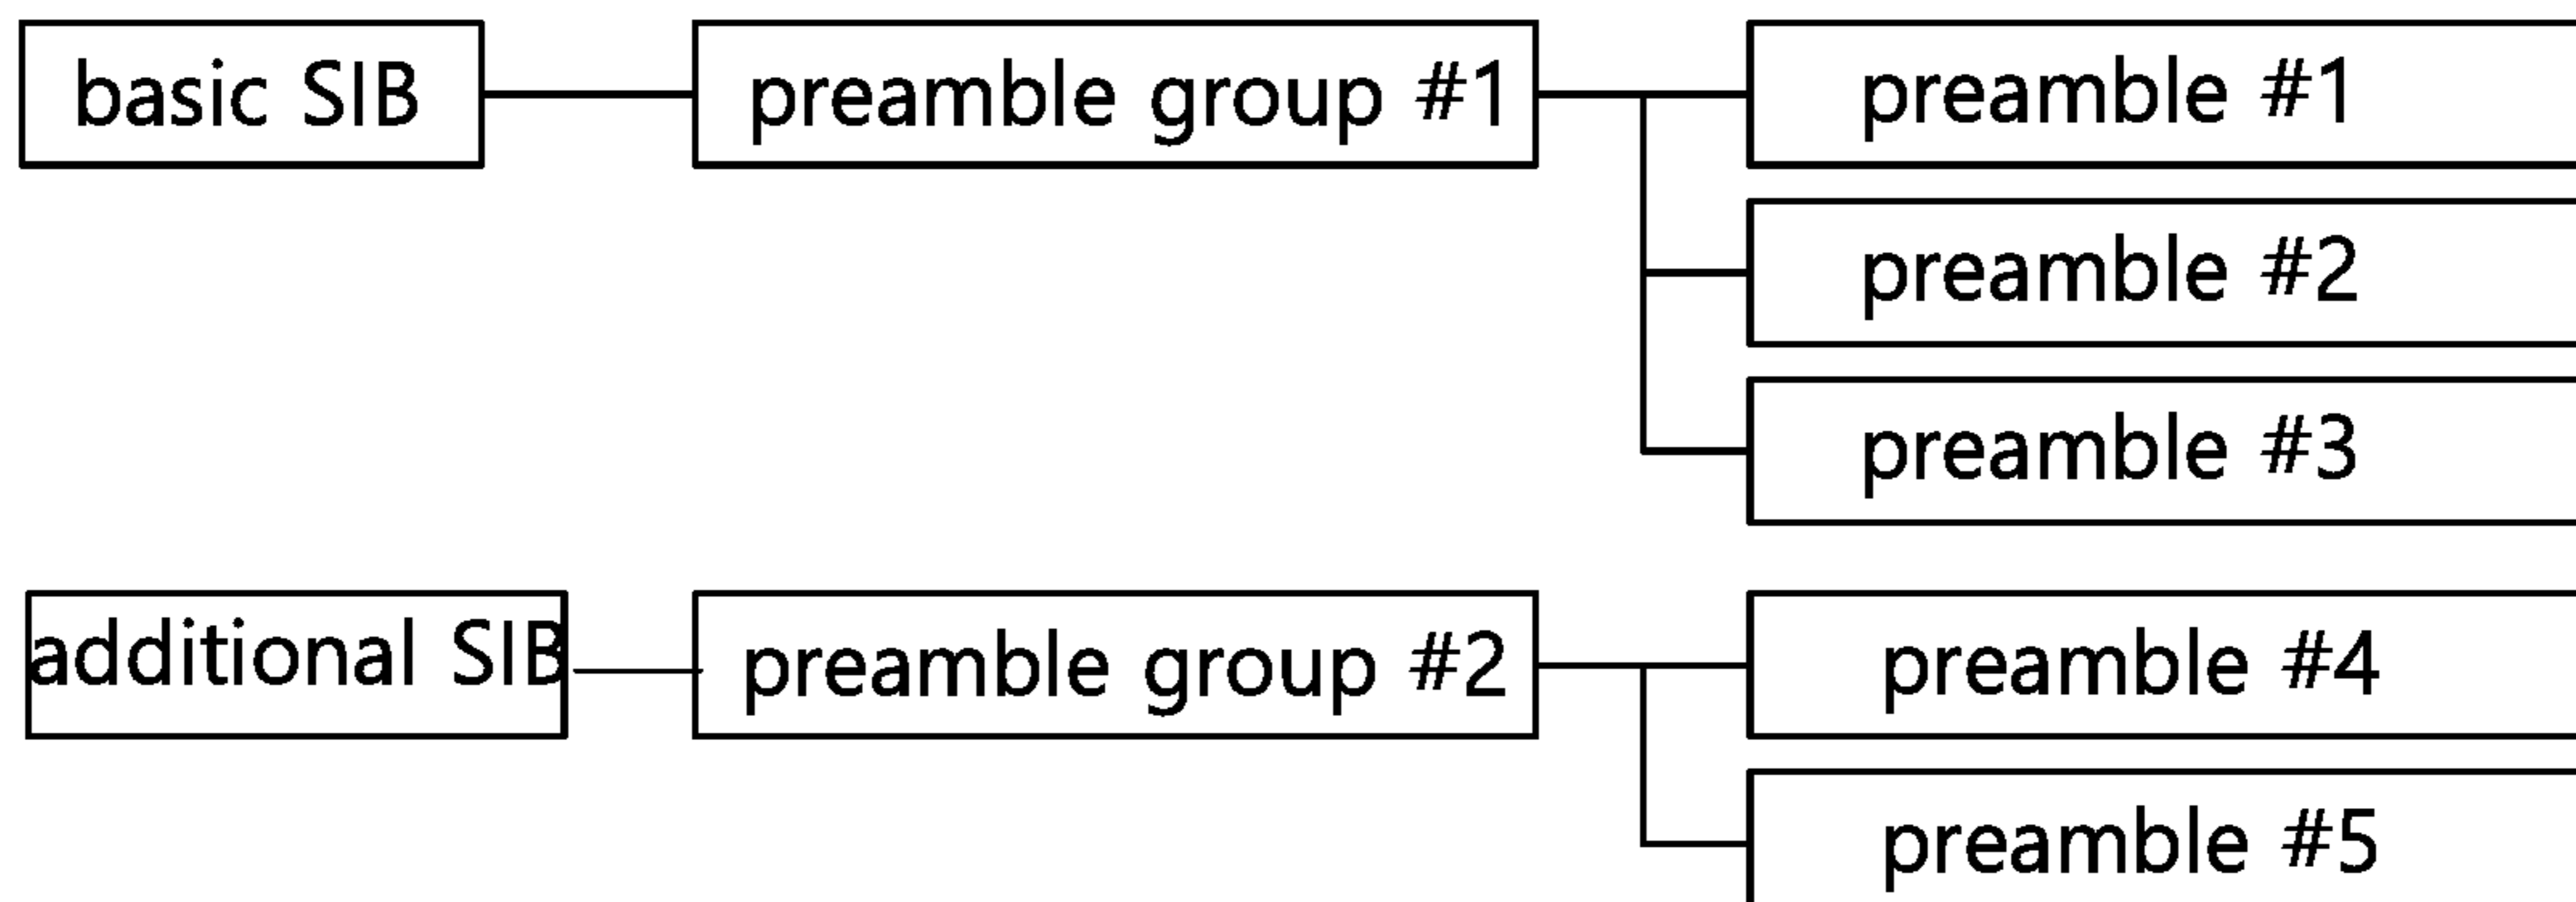 basic SIB
preamble group #1
preamble #1
preamble #2
preamble #3
additional SIB
preamble group #2
preamble #4
preamble #5